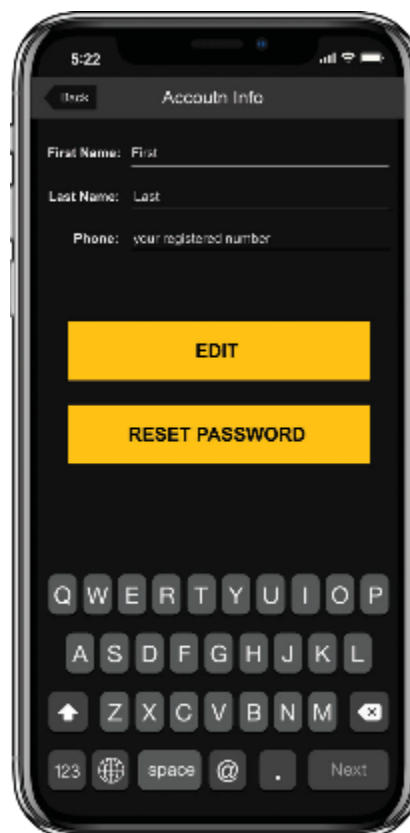 5:22
Back Accoutn Info
First Name: First
Last Name: Last
Phone: your registered number
EDIT
RESET PASSWORD
Q W E R T Y U I O P
A S D F G H J K L
Z X C V B N M
123 space @ . Next